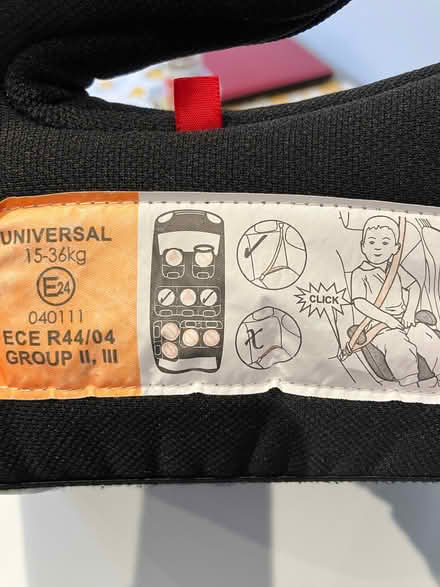 UNIVERSAL
15-36kg
E24
040111
ECE R44/04
GROUP II, III
CLICK